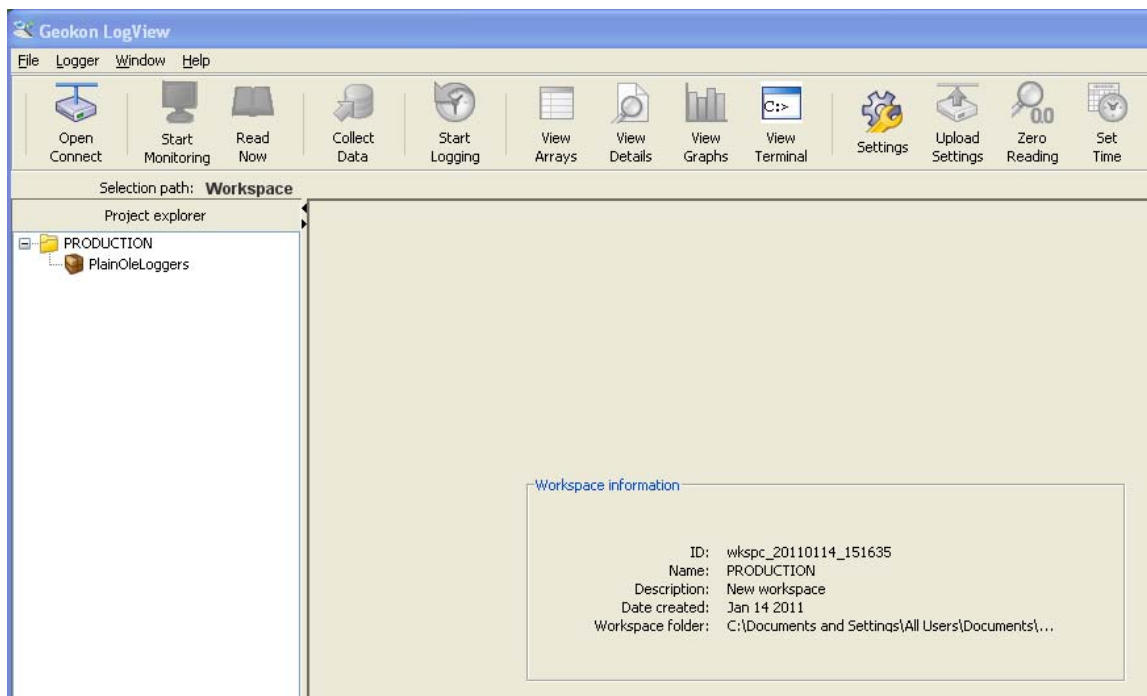 Geokon LogView
File Logger Window Help
Open Connect
Start Monitoring
Read Now
Collect Data
Start Logging
View Arrays
View Details
View Graphs
C:>
View Terminal
Settings
Upload Settings
0.0
Zero Reading
Set Time
Selection path: Workspace
Project explorer
PRODUCTION
PlainOleLoggers
Workspace information
ID: wkspc_20110114_151635
Name: PRODUCTION
Description: New workspace
Date created: Jan 14 2011
Workspace folder: C:\Documents and Settings\All Users\Documents\...